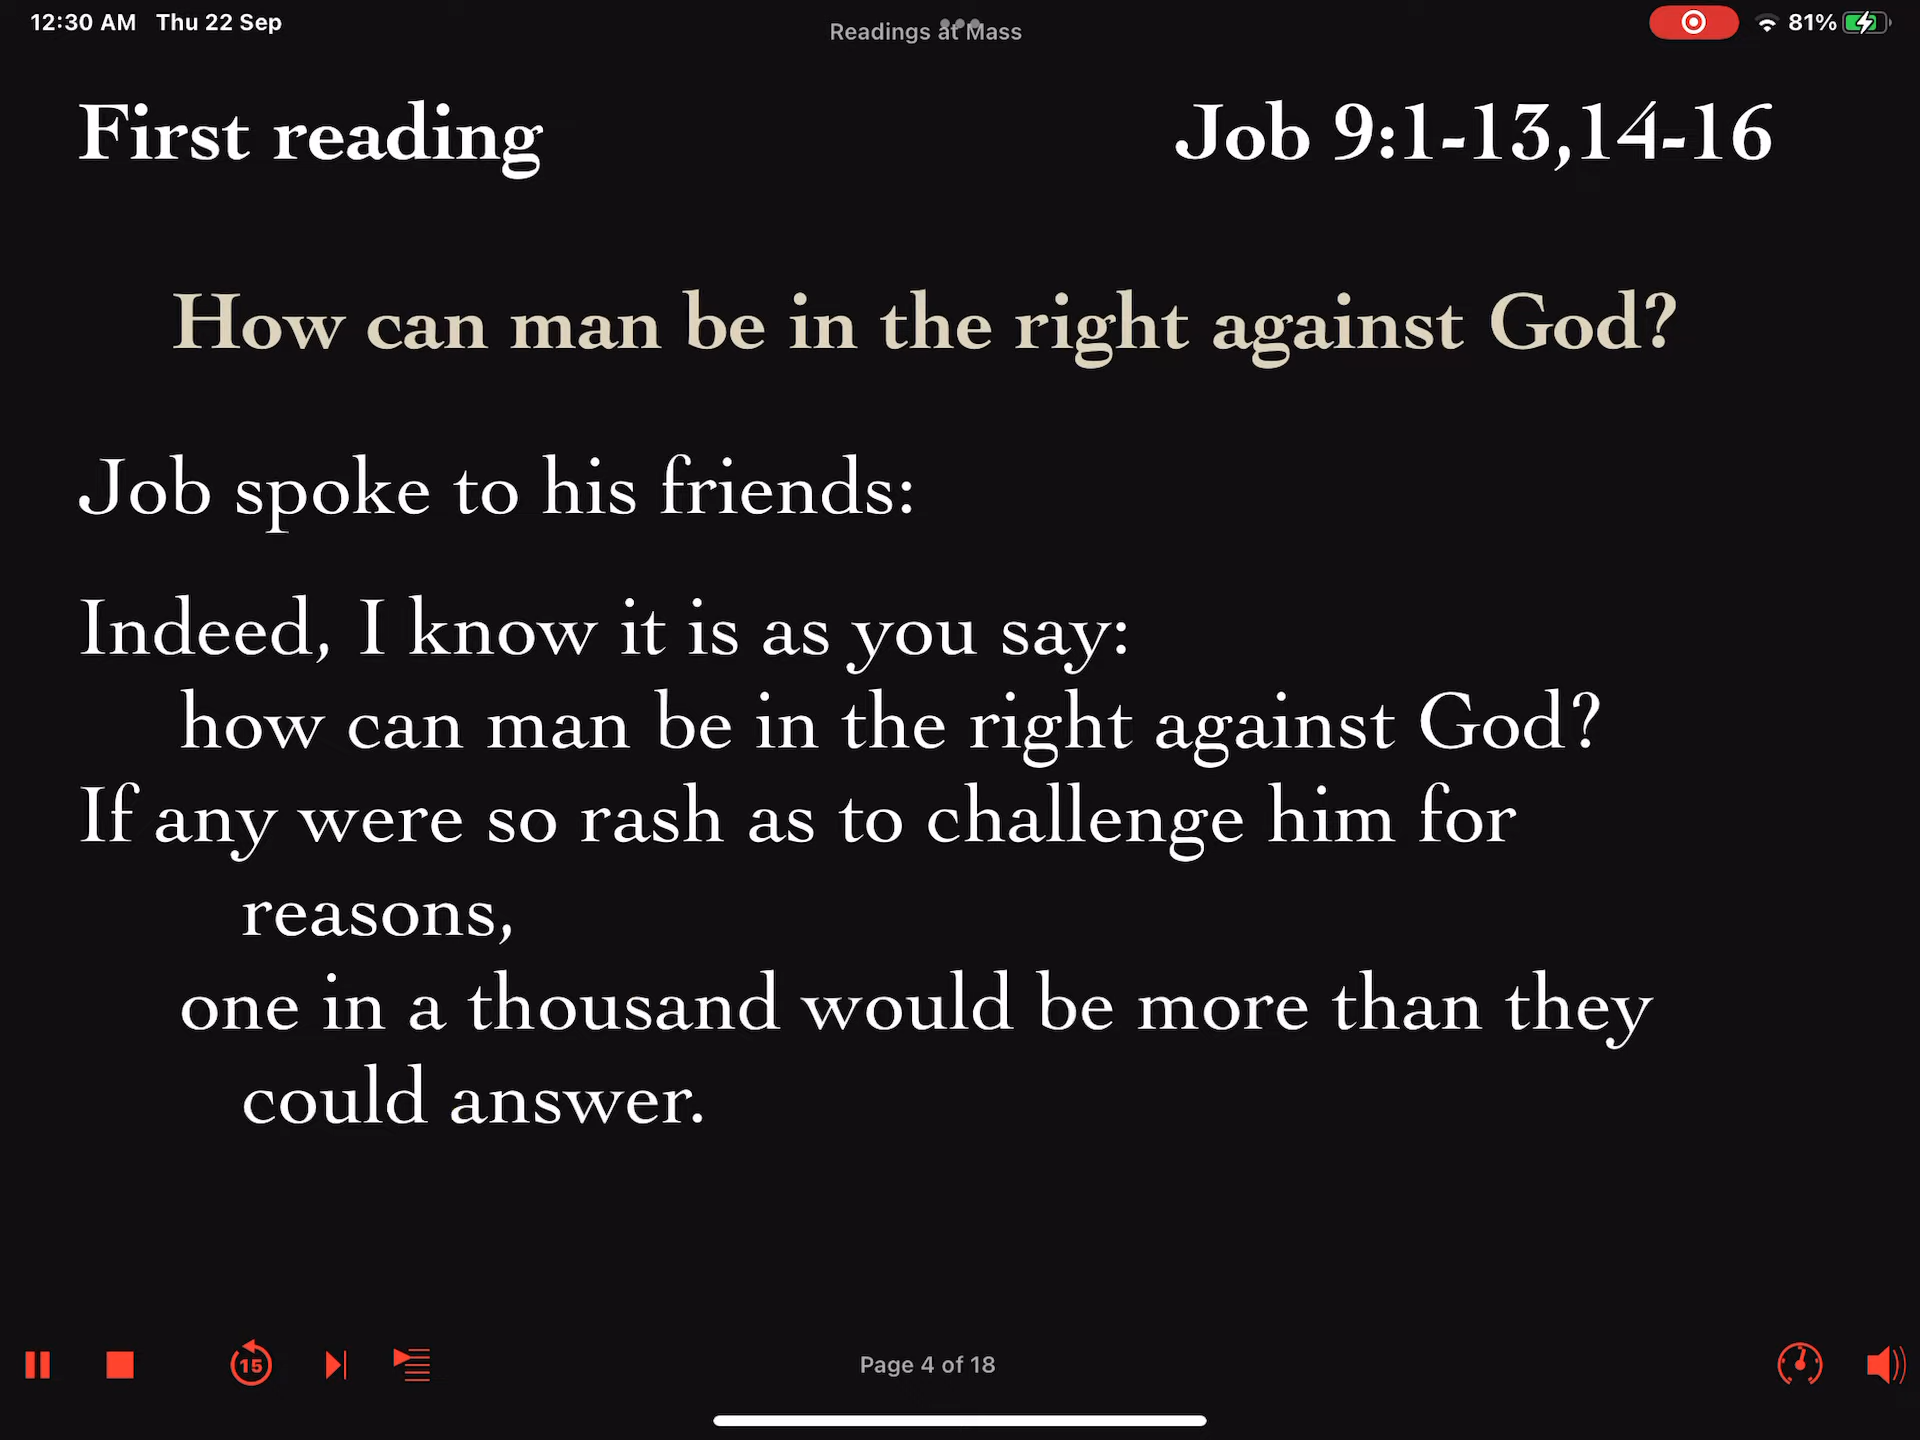 12:30 AM Thu 22 Sep
Readings at Mass
81%
First reading
Job 9:1-13,14-16
How can man be in the right against God?
Job spoke to his friends:
Indeed, I know it is as you say:
how can man be in the right against God?
If any were so rash as to challenge him for
reasons,
one in a thousand would be more than they
could answer.
15
Page 4 of 18